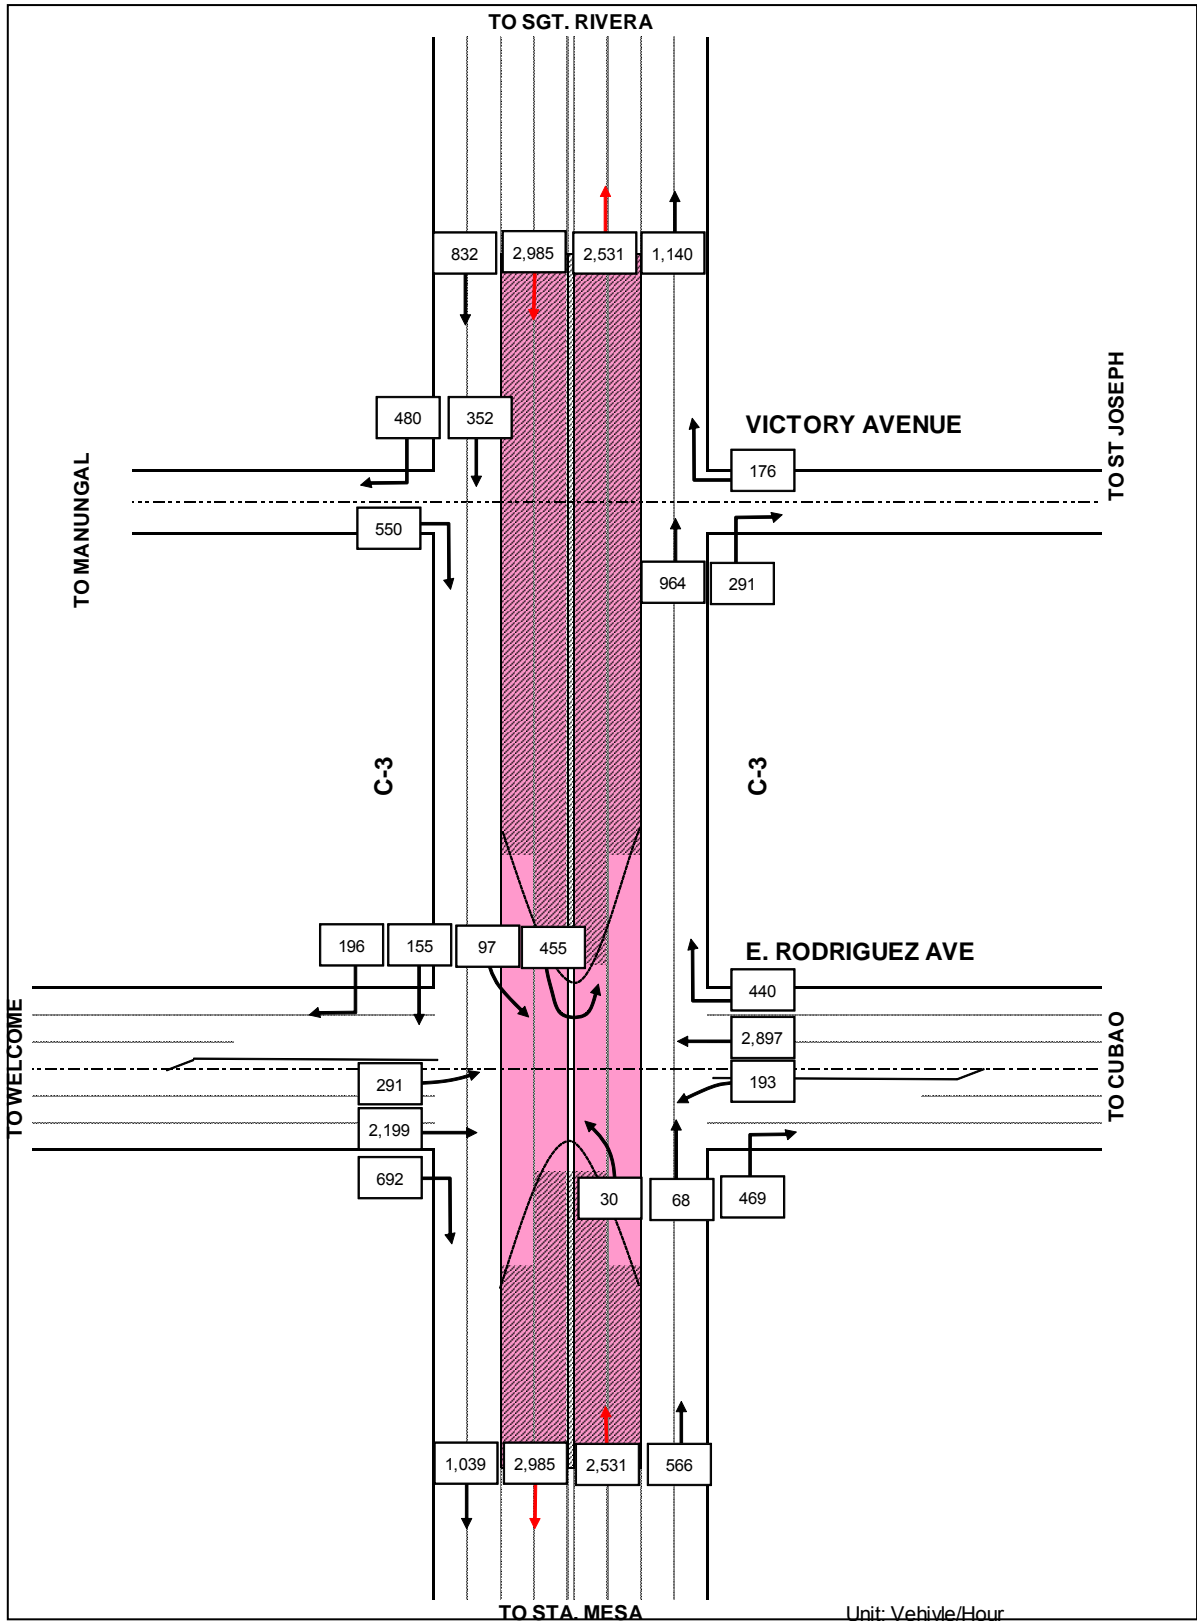 TO SGT. RIVERA
832
2,985
2,531
1,140
480
352
VICTORY AVENUE
TO ST JOSEPH
TO MANUNGAL
176
550
964
291
C-3
C-3
196
155
97
455
E. RODRIGUEZ AVE
440
TO WELCOME
2,897
TO CUBAO
291
193
2,199
692
30
68
469
1,039
2,985
2,531
566
TO STA. MESA
Unit: Vehivle/Hour